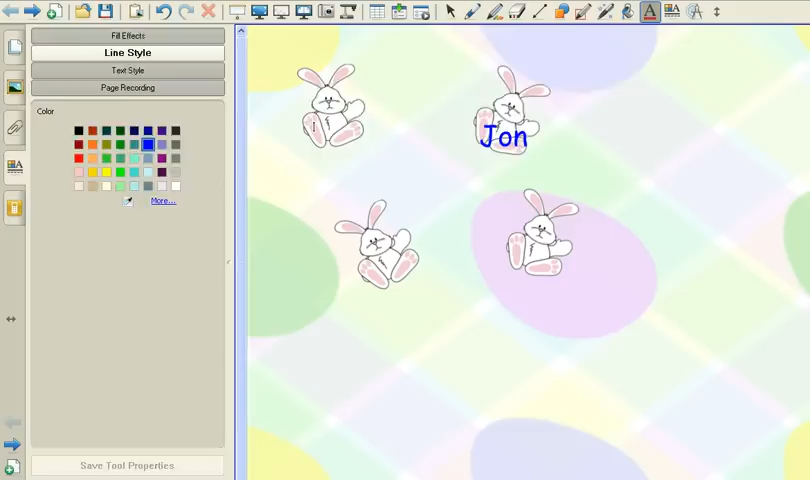 Fill Effects
Line Style
Text Style
Page Recording
Color
More...
Save Tool Properties
Jon